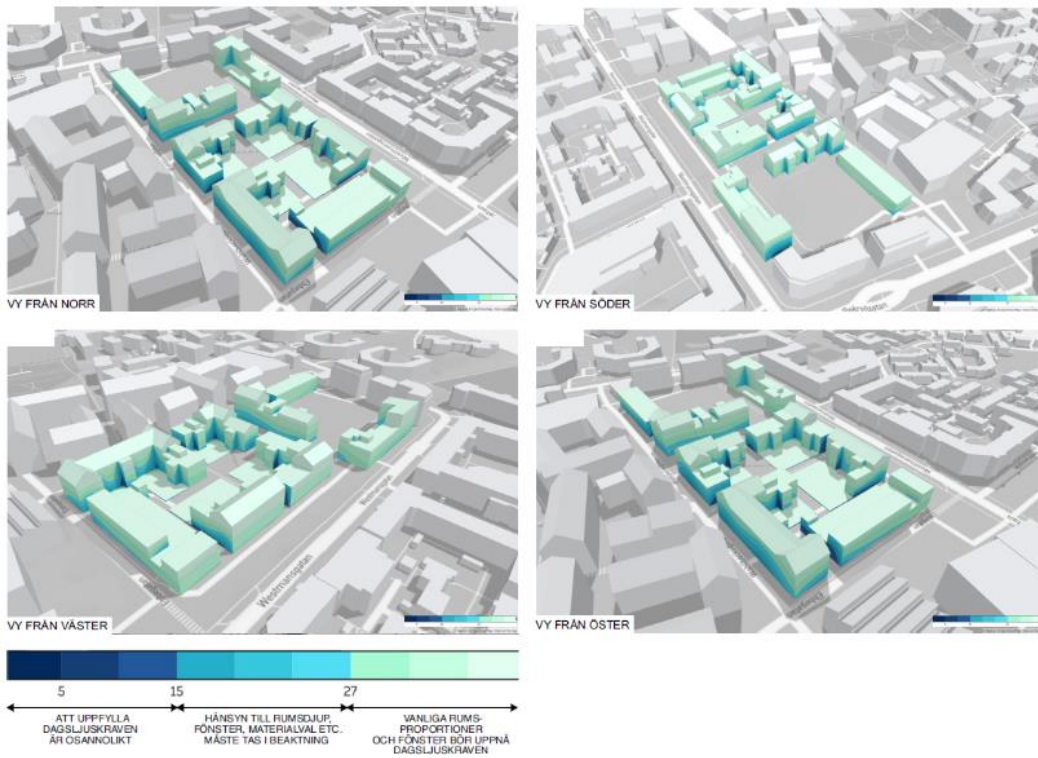 VY FRÅN NORR
VY FRÅN SÖDER
Westmansgatan
VY FRÅN VÄSTER
VY FRÅN ÖSTER
5 15 27
ATT UPPFYLLA
DAGSLJUSKRAVEN
ÄR OSANNOLIKT
HÄNSYN TILL RUMSDJUP,
FÖNSTER, MATERIALVAL ETC.
MÅSTE TAS I BEAKTNING
VANLIGA RUMS-
PROPORTIONER
OCH FÖNSTER BÖR UPPNÅ
DAGSLJUSKRAVEN